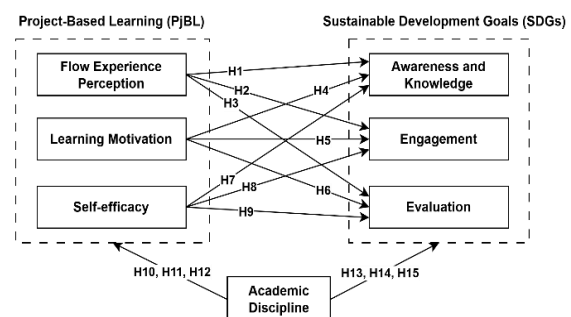 Project-Based Learning (PjBL)
Sustainable Development Goals (SDGs)
Flow Experience
Perception
Learning Motivation
Self-efficacy
H1
H2
H3
H4
H5
H6
H7
H8
H9
Awareness and
Knowledge
Engagement
Evaluation
H10, H11, H12
Academic
Discipline
H13, H14, H15